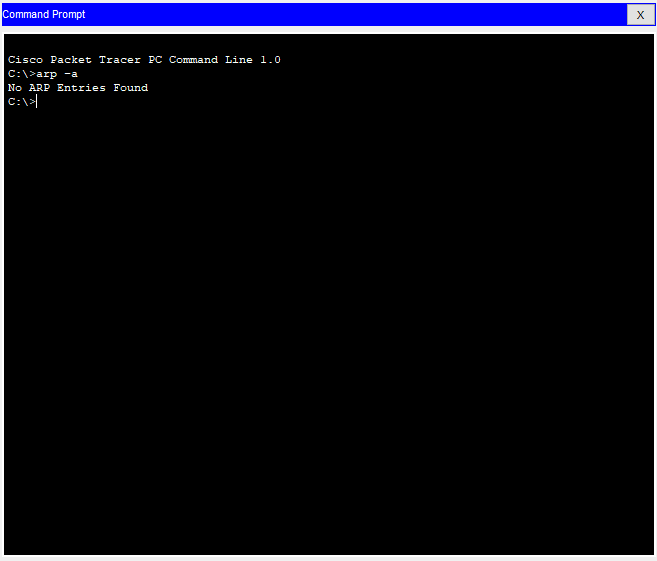 Command Prompt
X
Cisco Packet Tracer PC Command Line 1.0
C:\>arp -a
No ARP Entries Found
C:\>